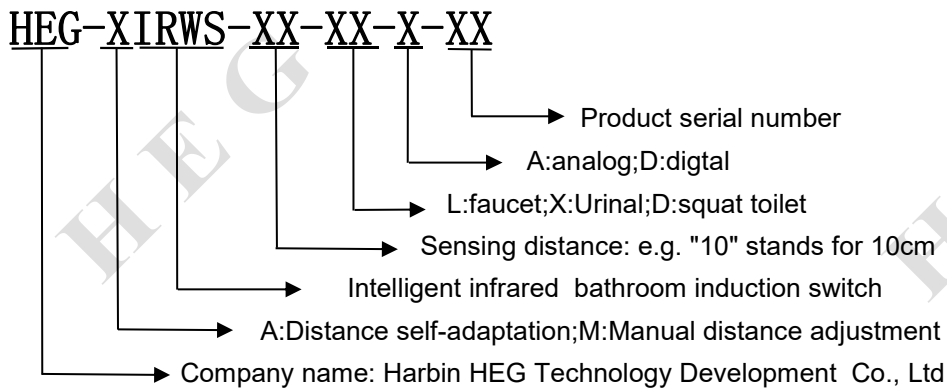 HEG-XIRWS-XX-XX-X-XX
Product serial number
A:analog;D:digtal
L:faucet;X:Urinal;D:squat toilet
Sensing distance: e.g. "10" stands for 10cm
Intelligent infrared bathroom induction switch
A:Distance self-adaptation;M:Manual distance adjustment
Company name: Harbin HEG Technology Development Co., Ltd
H E G
H